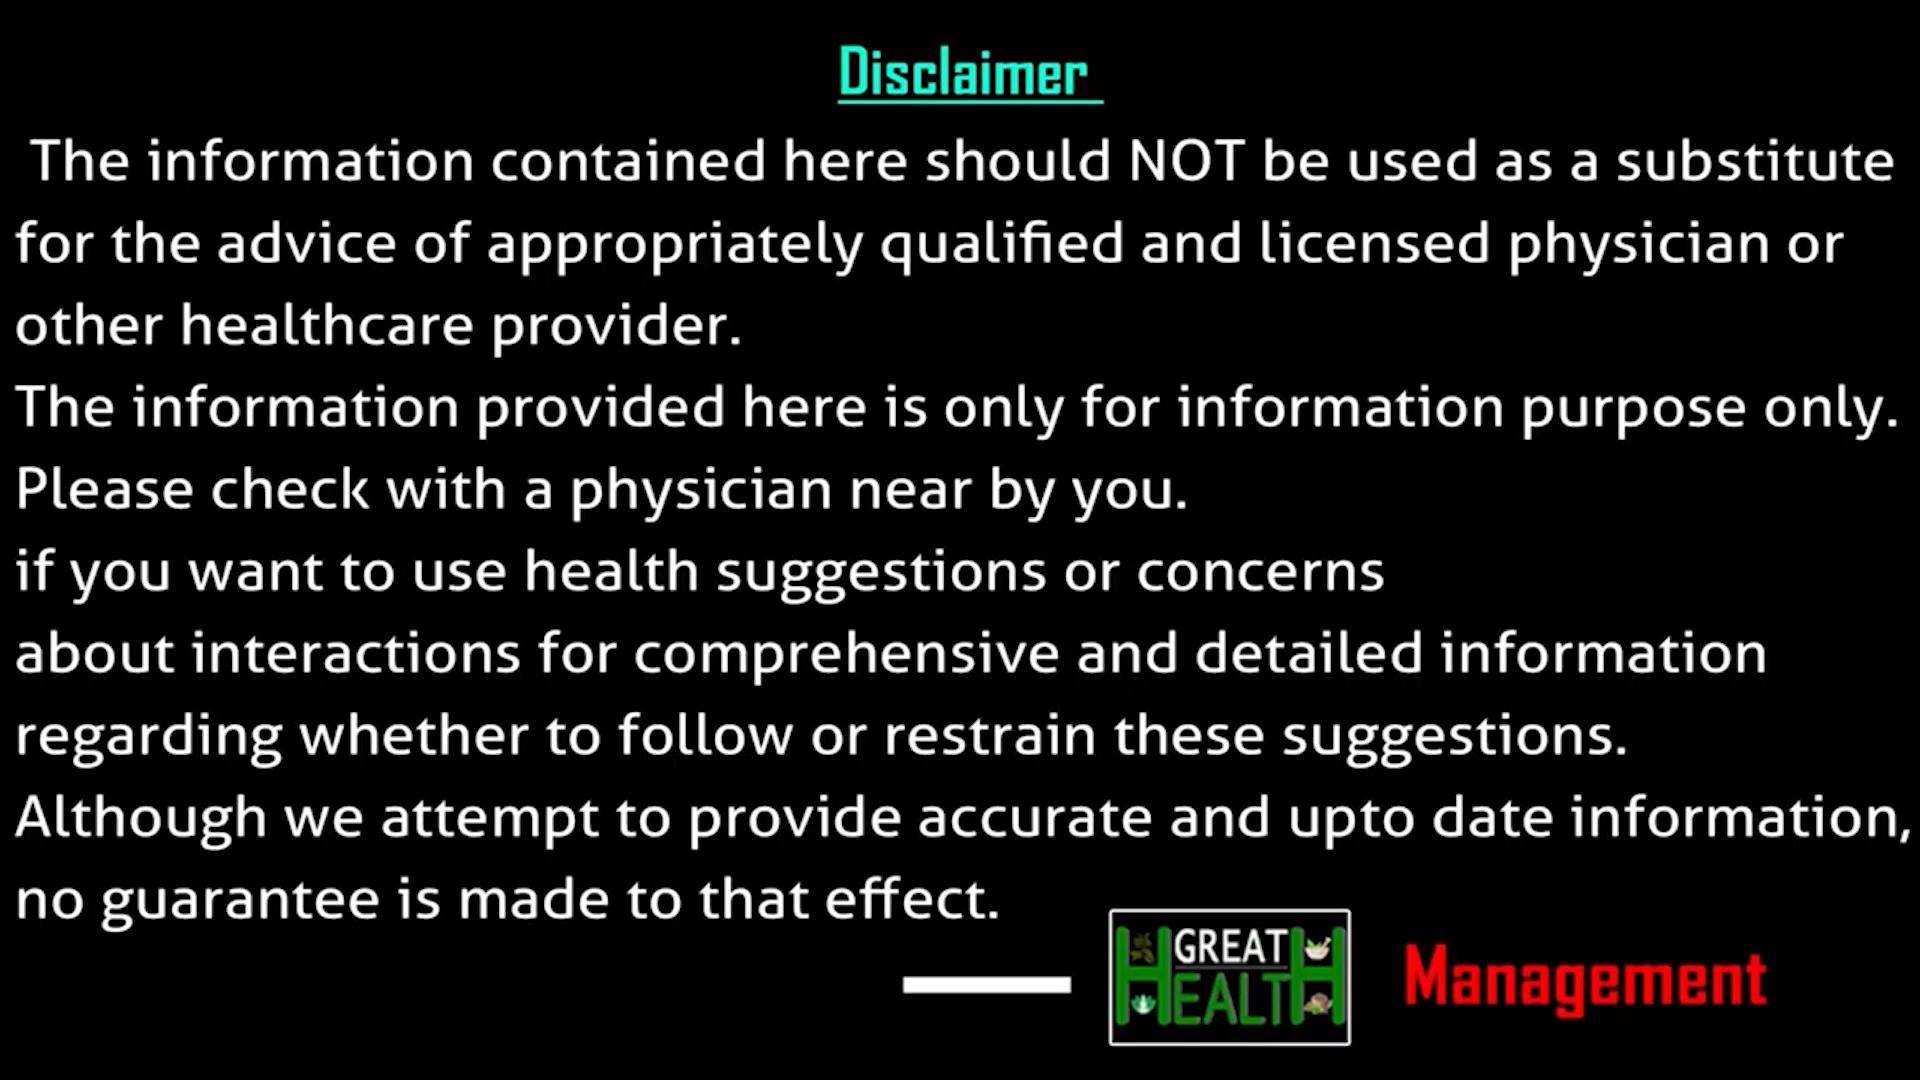 Disclaimer
The information contained here should NOT be used as a substitute
for the advice of appropriately qualified and licensed physician or
other healthcare provider.
The information provided here is only for information purpose only.
Please check with a physician near by you.
if you want to use health suggestions or concerns
about interactions for comprehensive and detailed information
regarding whether to follow or restrain these suggestions.
Although we attempt to provide accurate and upto date information,
no guarantee is made to that effect.
GREAT
HEALTH
Management